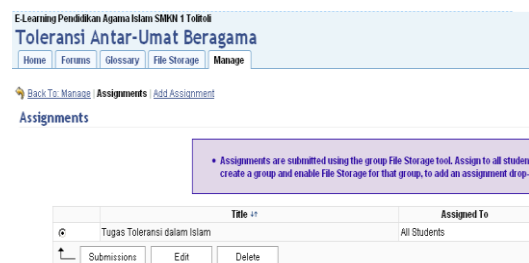 E-Learning Pendidikan Agama Islam SMKN 1 Tolitoli
Toleransi Antar-Umat Beragama
Home Forums Glossary File Storage Manage
Back To: Manage | Assignments | Add Assignment
Assignments
• Assignments are submitted using the group File Storage tool. Assign to all studen
create a group and enable File Storage for that group, to add an assignment drop-
Title Assigned To
Tugas Toleransi dalam Islam All Students
Submissions Edit Delete